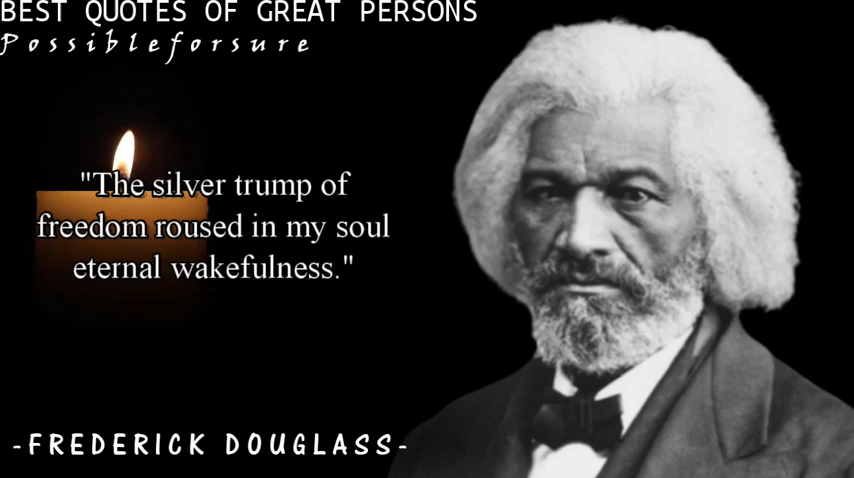 BEST QUOTES OF GREAT PERSONS
Possibleforsure
"The silver trump of
freedom roused in my soul
eternal wakefulness."
-FREDERICK DOUGLASS-